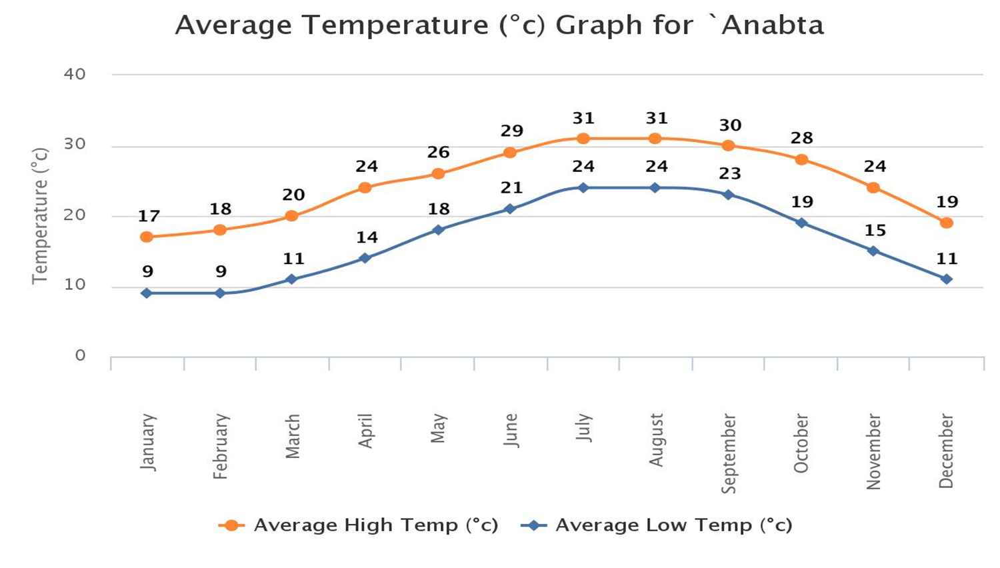 Average Temperature (°c) Graph for `Anabta
40
30
20
10
0
Temperature (°c)
17 18 20 24 26 29 31 31 30 28 24 19
9 9 11 14 18 21 24 24 23 19 15 11
January February March April May June July August September October November December
Average High Temp (°c) Average Low Temp (°c)